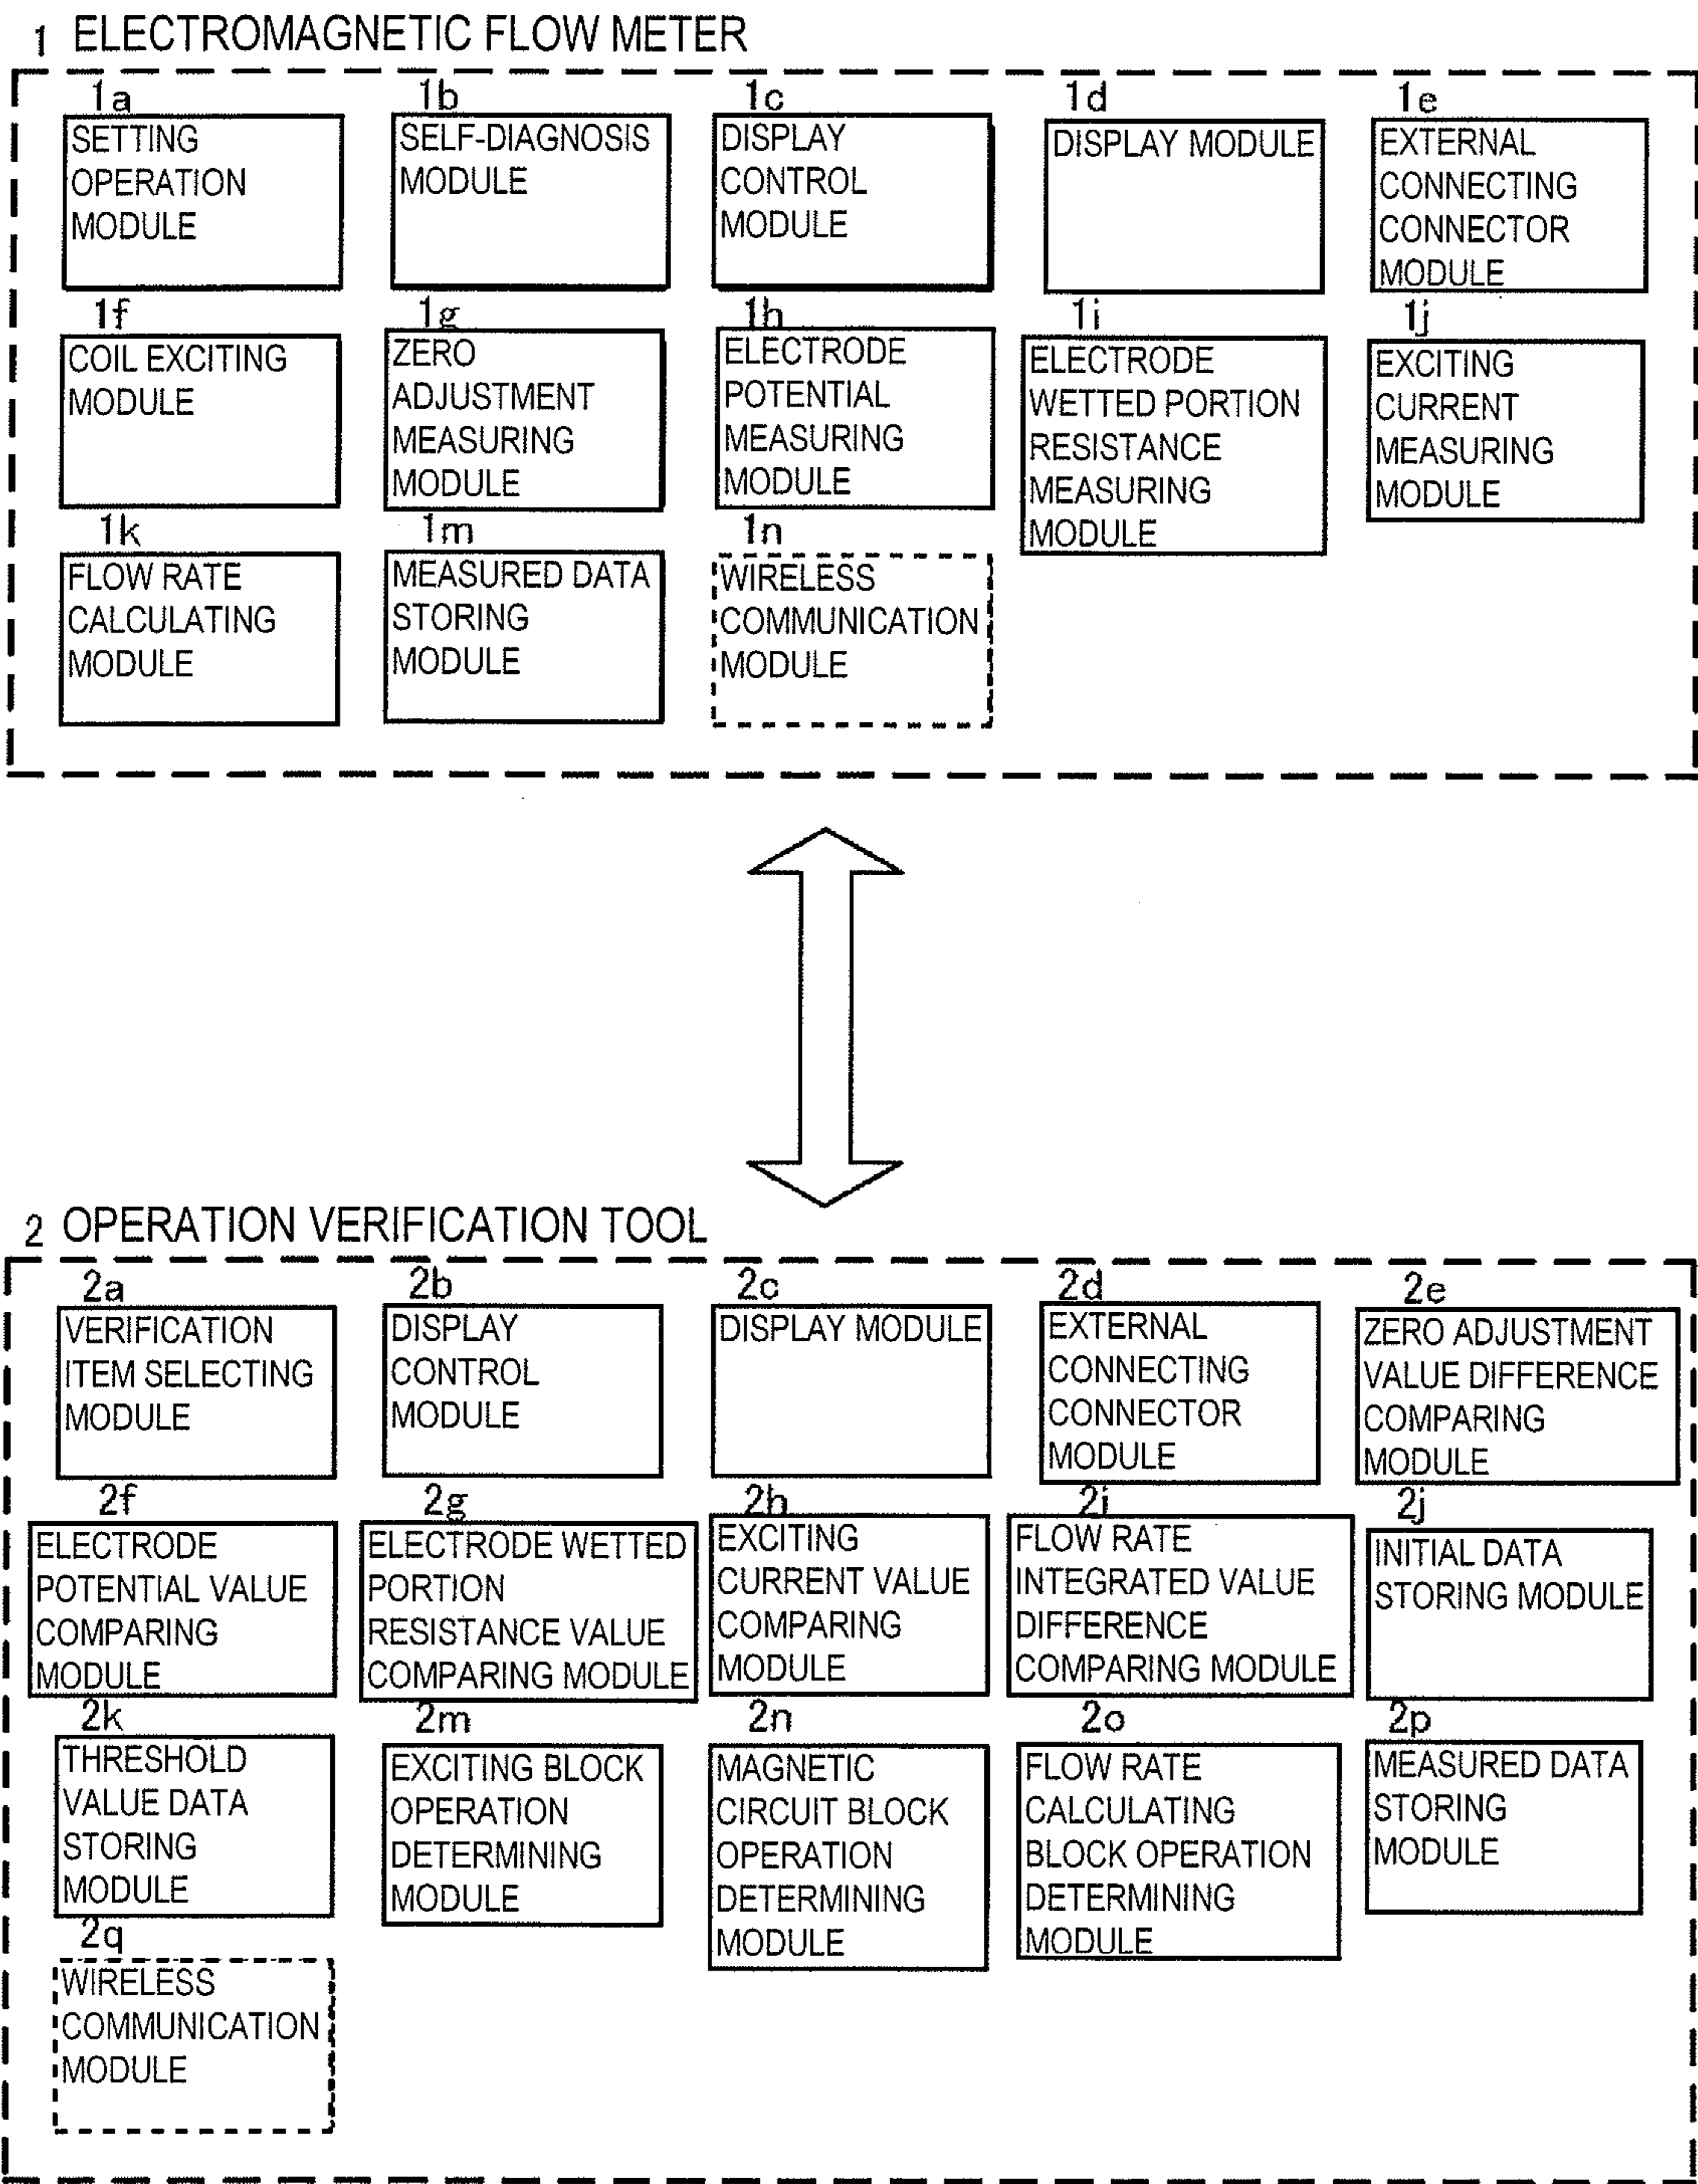 1 ELECTROMAGNETIC FLOW METER
1a
SETTING
OPERATION
MODULE
1b
SELF-DIAGNOSIS
MODULE
1c
DISPLAY
CONTROL
MODULE
1d
DISPLAY MODULE
1e
EXTERNAL
CONNECTING
CONNECTOR
MODULE
1f
COIL EXCITING
MODULE
1g
ZERO
ADJUSTMENT
MEASURING
MODULE
1h
ELECTRODE
POTENTIAL
MEASURING
MODULE
1i
ELECTRODE
WETTED PORTION
RESISTANCE
MEASURING
MODULE
1j
EXCITING
CURRENT
MEASURING
MODULE
1k
FLOW RATE
CALCULATING
MODULE
1m
MEASURED DATA
STORING
MODULE
1n
WIRELESS
COMMUNICATION
MODULE
2 OPERATION VERIFICATION TOOL
2a
VERIFICATION
ITEM SELECTING
MODULE
2b
DISPLAY
CONTROL
MODULE
2c
DISPLAY MODULE
2d
EXTERNAL
CONNECTING
CONNECTOR
MODULE
2e
ZERO ADJUSTMENT
VALUE DIFFERENCE
COMPARING
MODULE
2f
ELECTRODE
POTENTIAL VALUE
COMPARING
MODULE
2g
ELECTRODE WETTED
PORTION
RESISTANCE VALUE
COMPARING MODULE
2h
EXCITING
CURRENT VALUE
COMPARING
MODULE
2i
FLOW RATE
INTEGRATED VALUE
DIFFERENCE
COMPARING MODULE
2j
INITIAL DATA
STORING MODULE
2k
THRESHOLD
VALUE DATA
STORING
MODULE
2m
EXCITING BLOCK
OPERATION
DETERMINING
MODULE
2n
MAGNETIC
CIRCUIT BLOCK
OPERATION
DETERMINING
MODULE
2o
FLOW RATE
CALCULATING
BLOCK OPERATION
DETERMINING
MODULE
2p
MEASURED DATA
STORING
MODULE
2q
WIRELESS
COMMUNICATION
MODULE